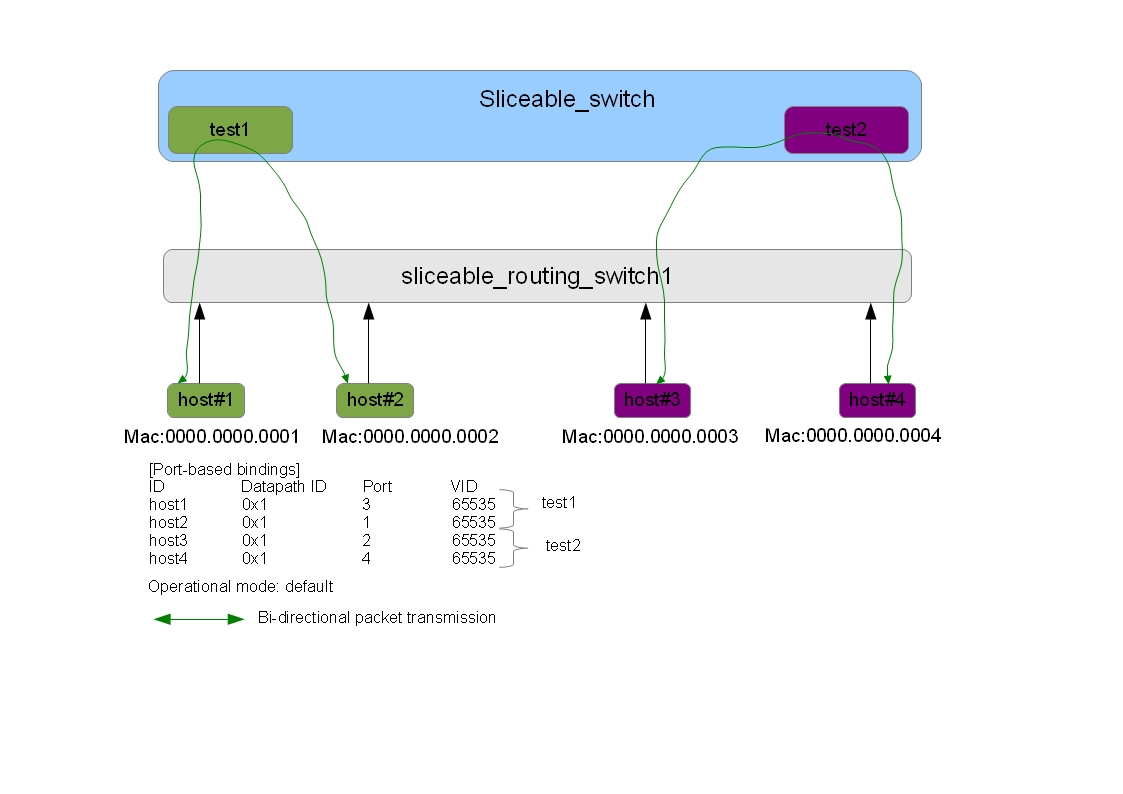 Sliceable_switch
test1
test2
sliceable_routing_switch1
host#1
host#2
host#3
host#4
Mac:0000.0000.0001
Mac:0000.0000.0002
Mac:0000.0000.0003
Mac:0000.0000.0004
[Port-based bindings]
ID Datapath ID Port VID
host1 0x1 3 65535
host2 0x1 1 65535
test1
host3 0x1 2 65535
host4 0x1 4 65535
test2
Operational mode: default
Bi-directional packet transmission